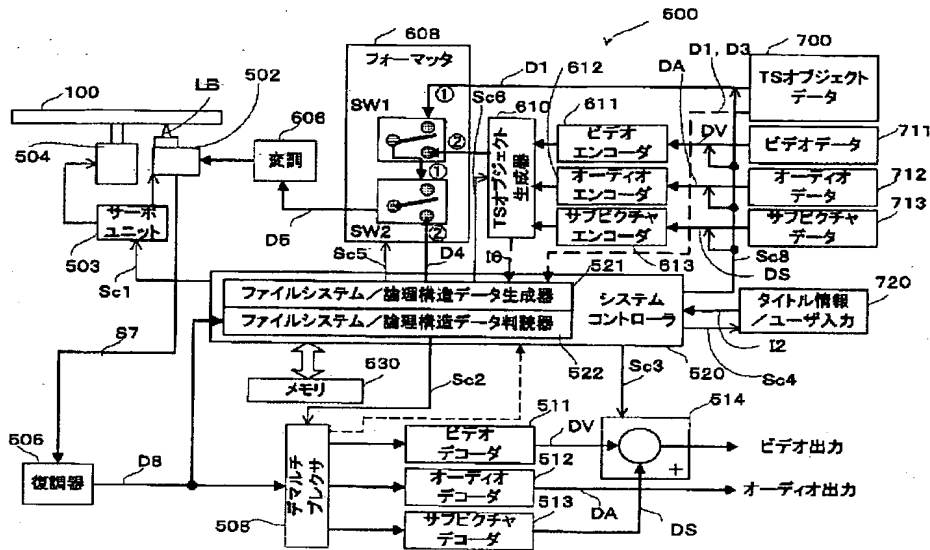 500
608
フォーマッタ
D1, D3
700
TSオブジェクト
データ
D1
DA
612
Sc6
610
611
LB
502
100
SW1
①
②
606
変調
504
TSオブジェクト
生成器
ビデオ
エンコーダ
DV
ビデオデータ
711
オーディオ
エンコーダ
オーディオ
データ
712
サブピクチャ
エンコーダ
サブピクチャ
データ
713
①
SW2
②
サーボ
ユニット
503
D5
Sc5
D4
I6
613
Sc8
DS
Sc1
521
ファイルシステム／論理構造データ生成器
ファイルシステム／論理構造データ判読器
システム
コントローラ
タイトル情報
／ユーザ入力
720
I2
Sc4
S7
530
メモリ
Sc2
522
Sc3
520
514
511
ビデオ
デコーダ
DV
ビデオ出力
+
506
復調器
D8
デマルチ
プレクサ
508
512
オーディオ
デコーダ
DA
オーディオ出力
513
サブピクチャ
デコーダ
DS